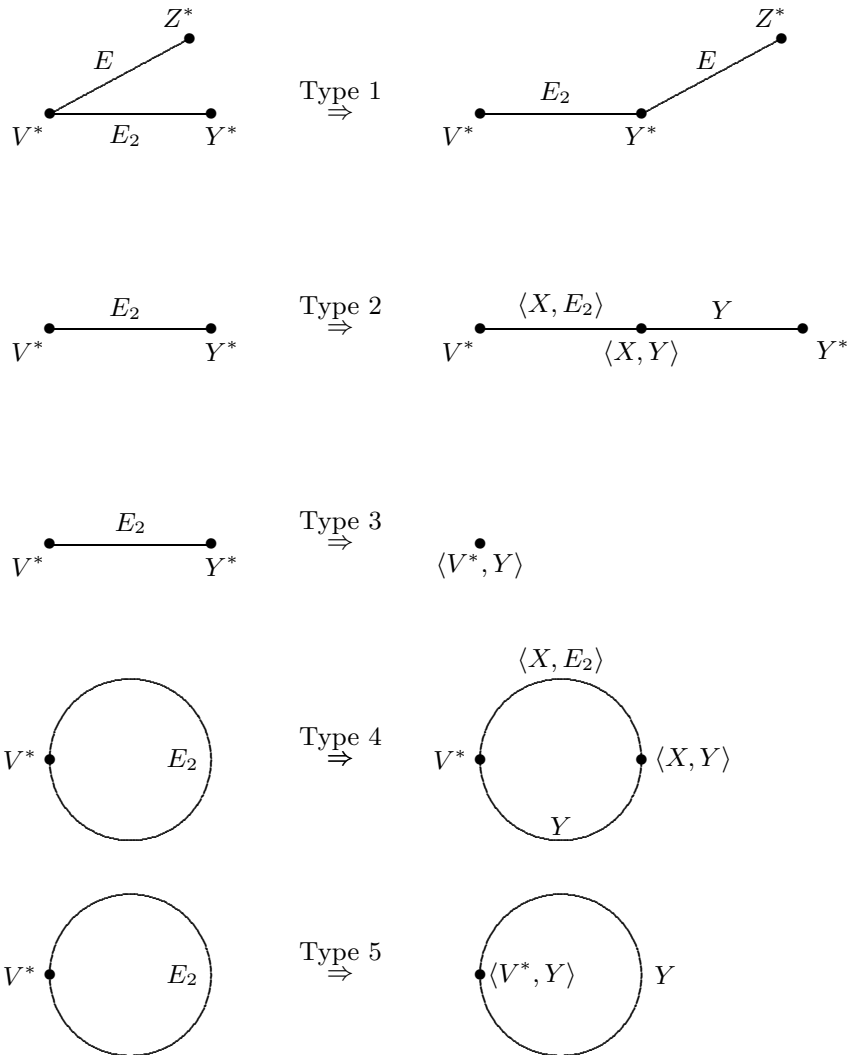 Z* Z*
E Type 1 E₂ E
⇒
V* E₂ Y* V* Y*
E₂ Type 2 ⟨X, E₂⟩ Y
⇒
V* Y* V* ⟨X, Y⟩ Y*
E₂ Type 3
⇒
V* Y* ⟨V*, Y⟩
⟨X, E₂⟩
Type 4
V* E₂ ⇒ V* ⟨X, Y⟩
Y
Type 5
V* E₂ ⇒ ⟨V*, Y⟩ Y